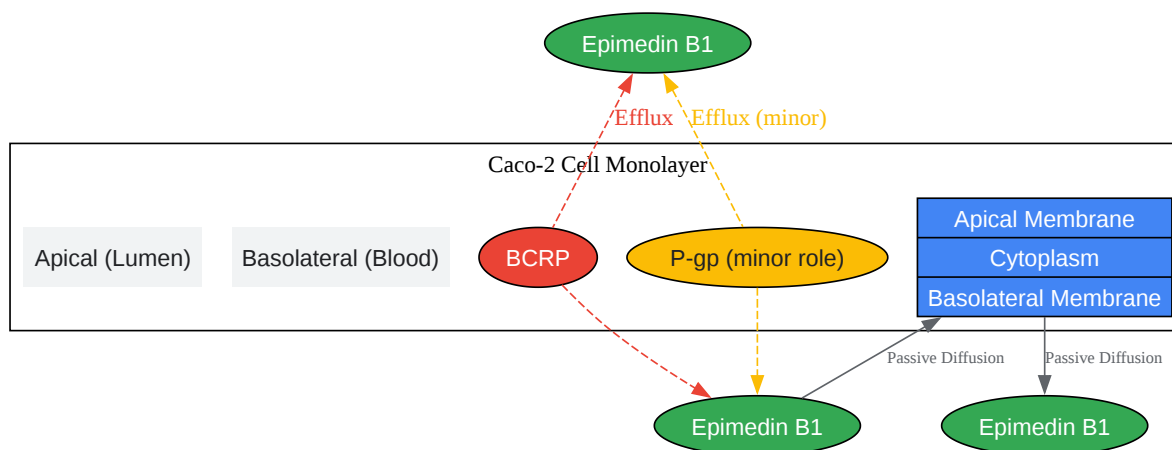 Epimedin B1
Efflux
Efflux (minor)
Caco-2 Cell Monolayer
Apical (Lumen)
Basolateral (Blood)
BCRP
P-gp (minor role)
Apical Membrane
Cytoplasm
Basolateral Membrane
Passive Diffusion
Passive Diffusion
Epimedin B1
Epimedin B1